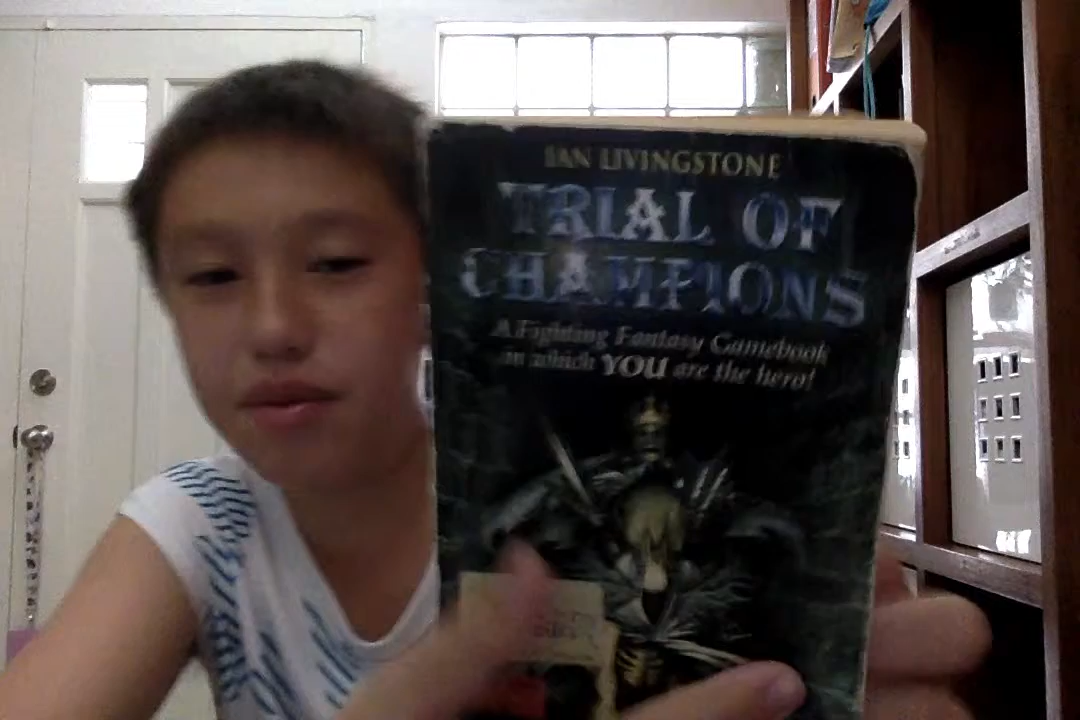 IAN LIVINGSTONE
TRIAL OF
CHAMPIONS
A Fighting Fantasy Gamebook
in which YOU are the hero!